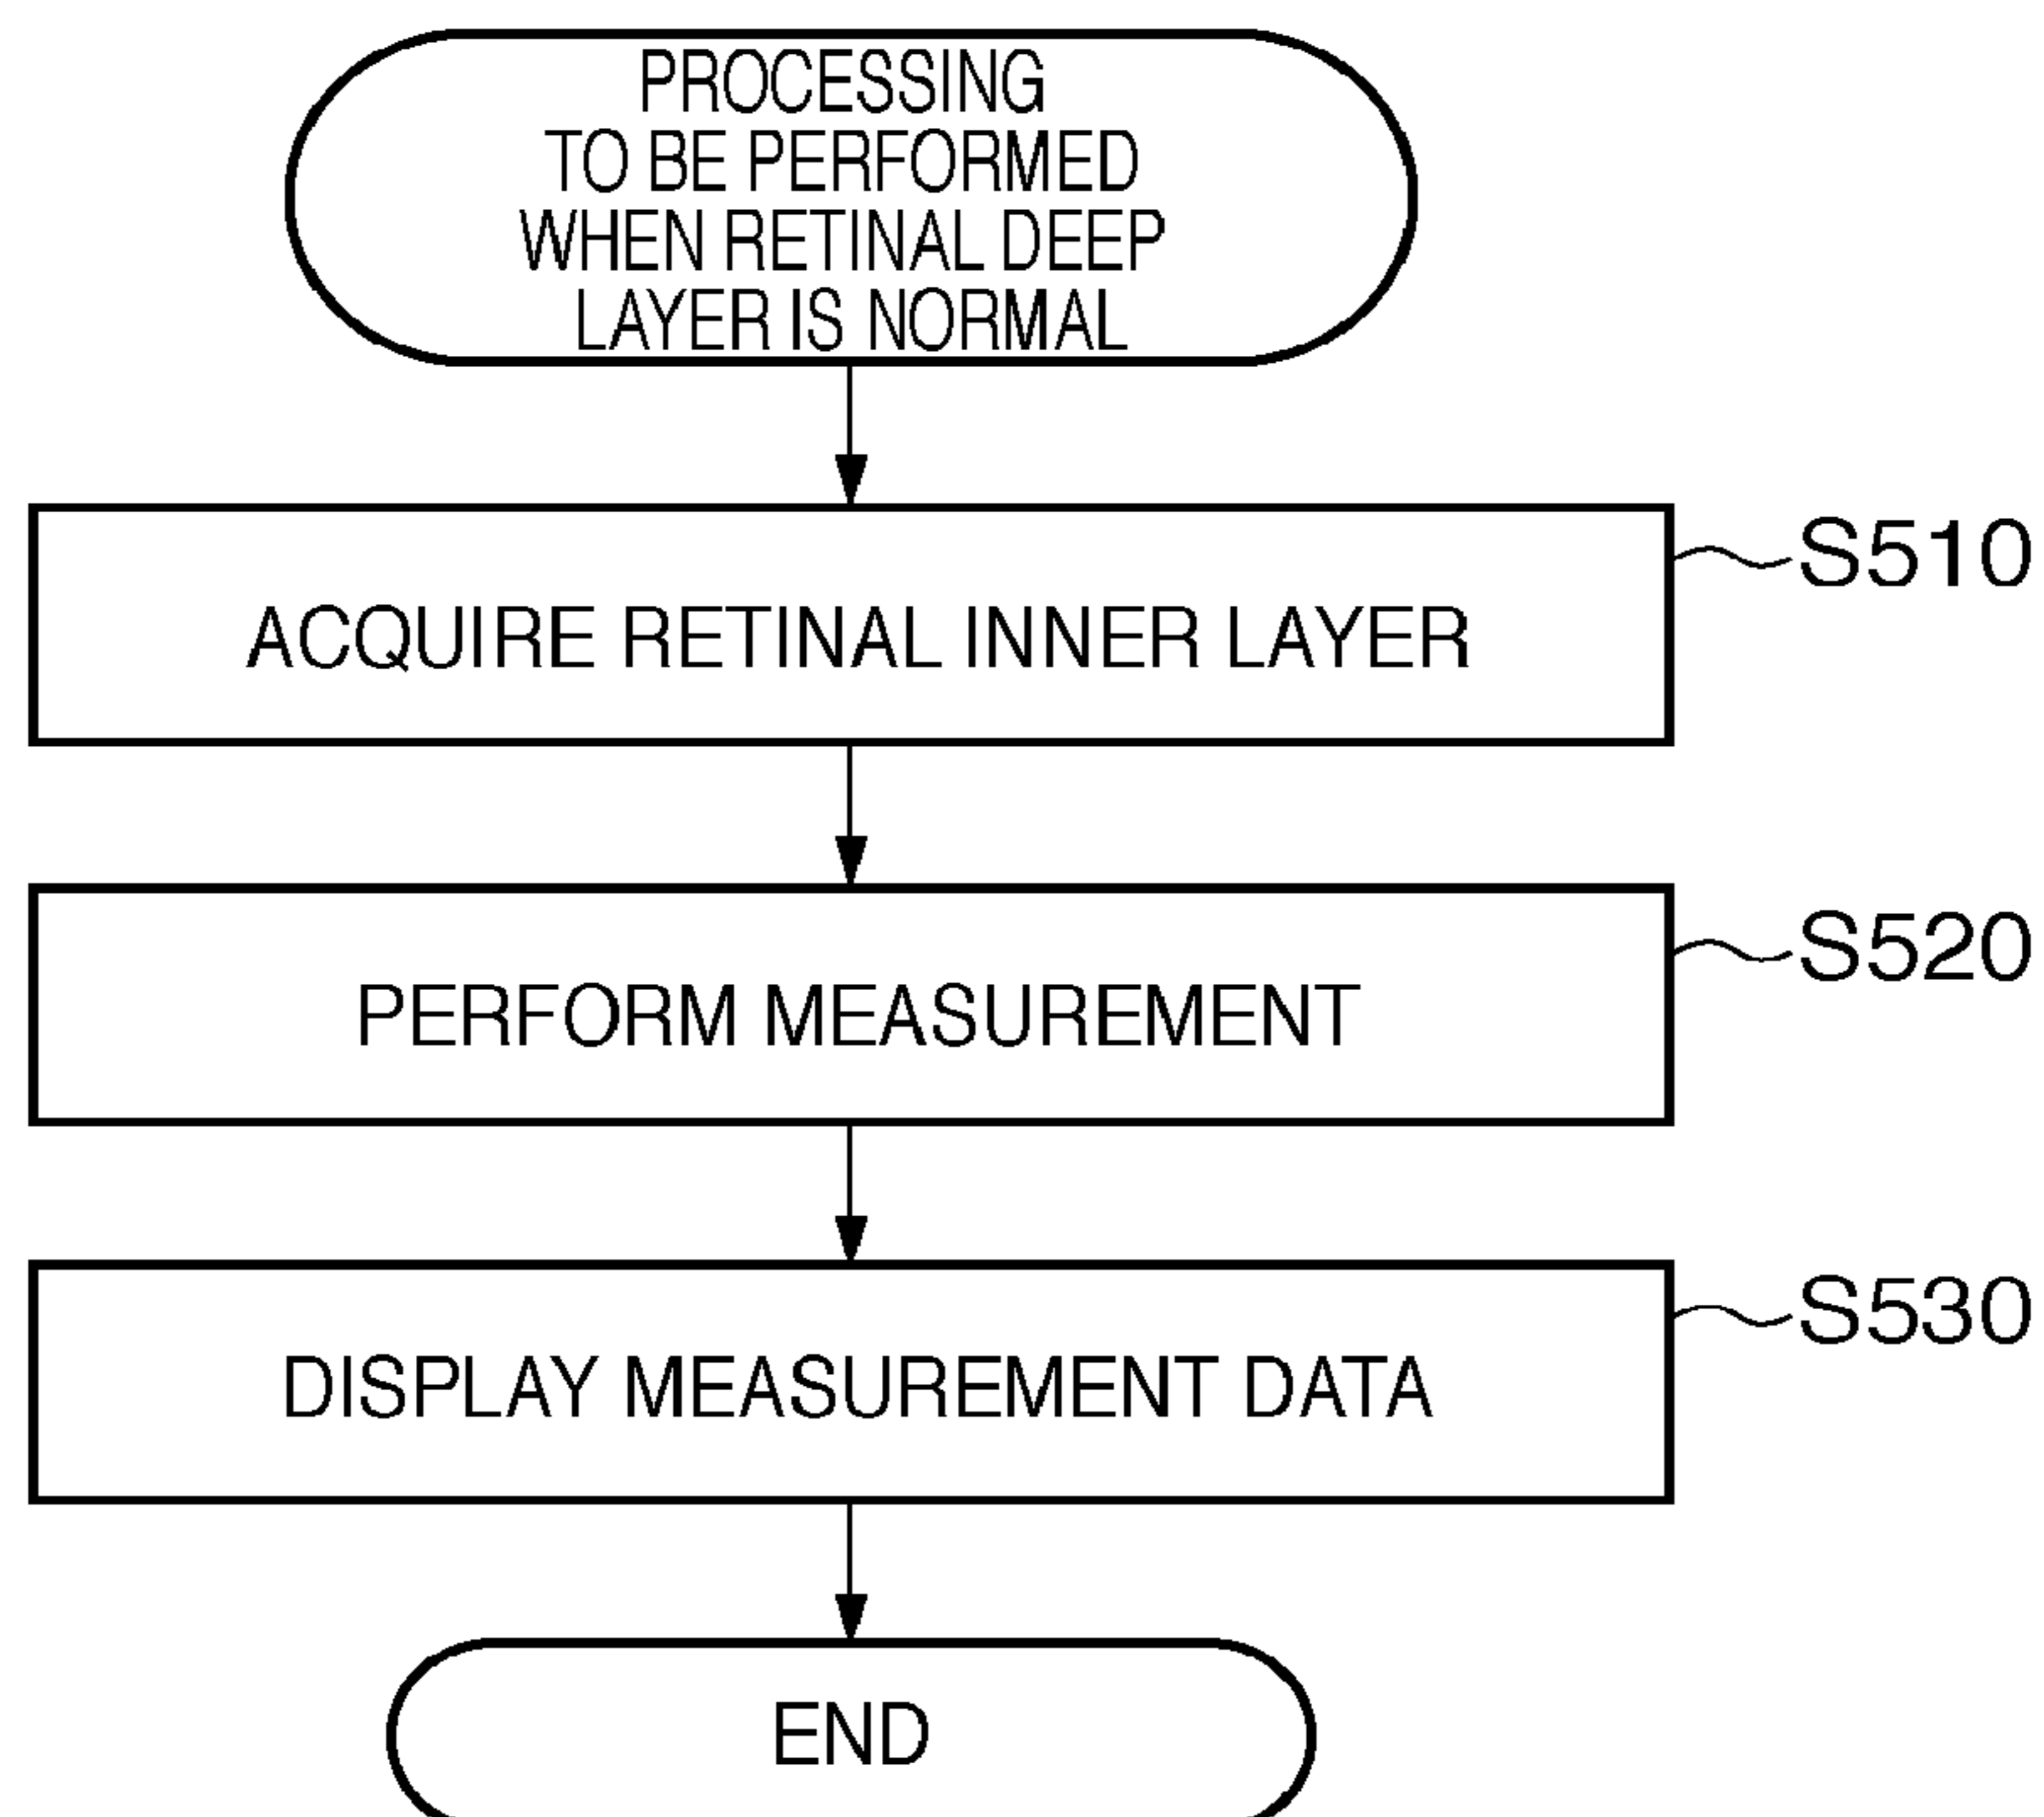 PROCESSING
TO BE PERFORMED
WHEN RETINAL DEEP
LAYER IS NORMAL
S510
ACQUIRE RETINAL INNER LAYER
S520
PERFORM MEASUREMENT
S530
DISPLAY MEASUREMENT DATA
END